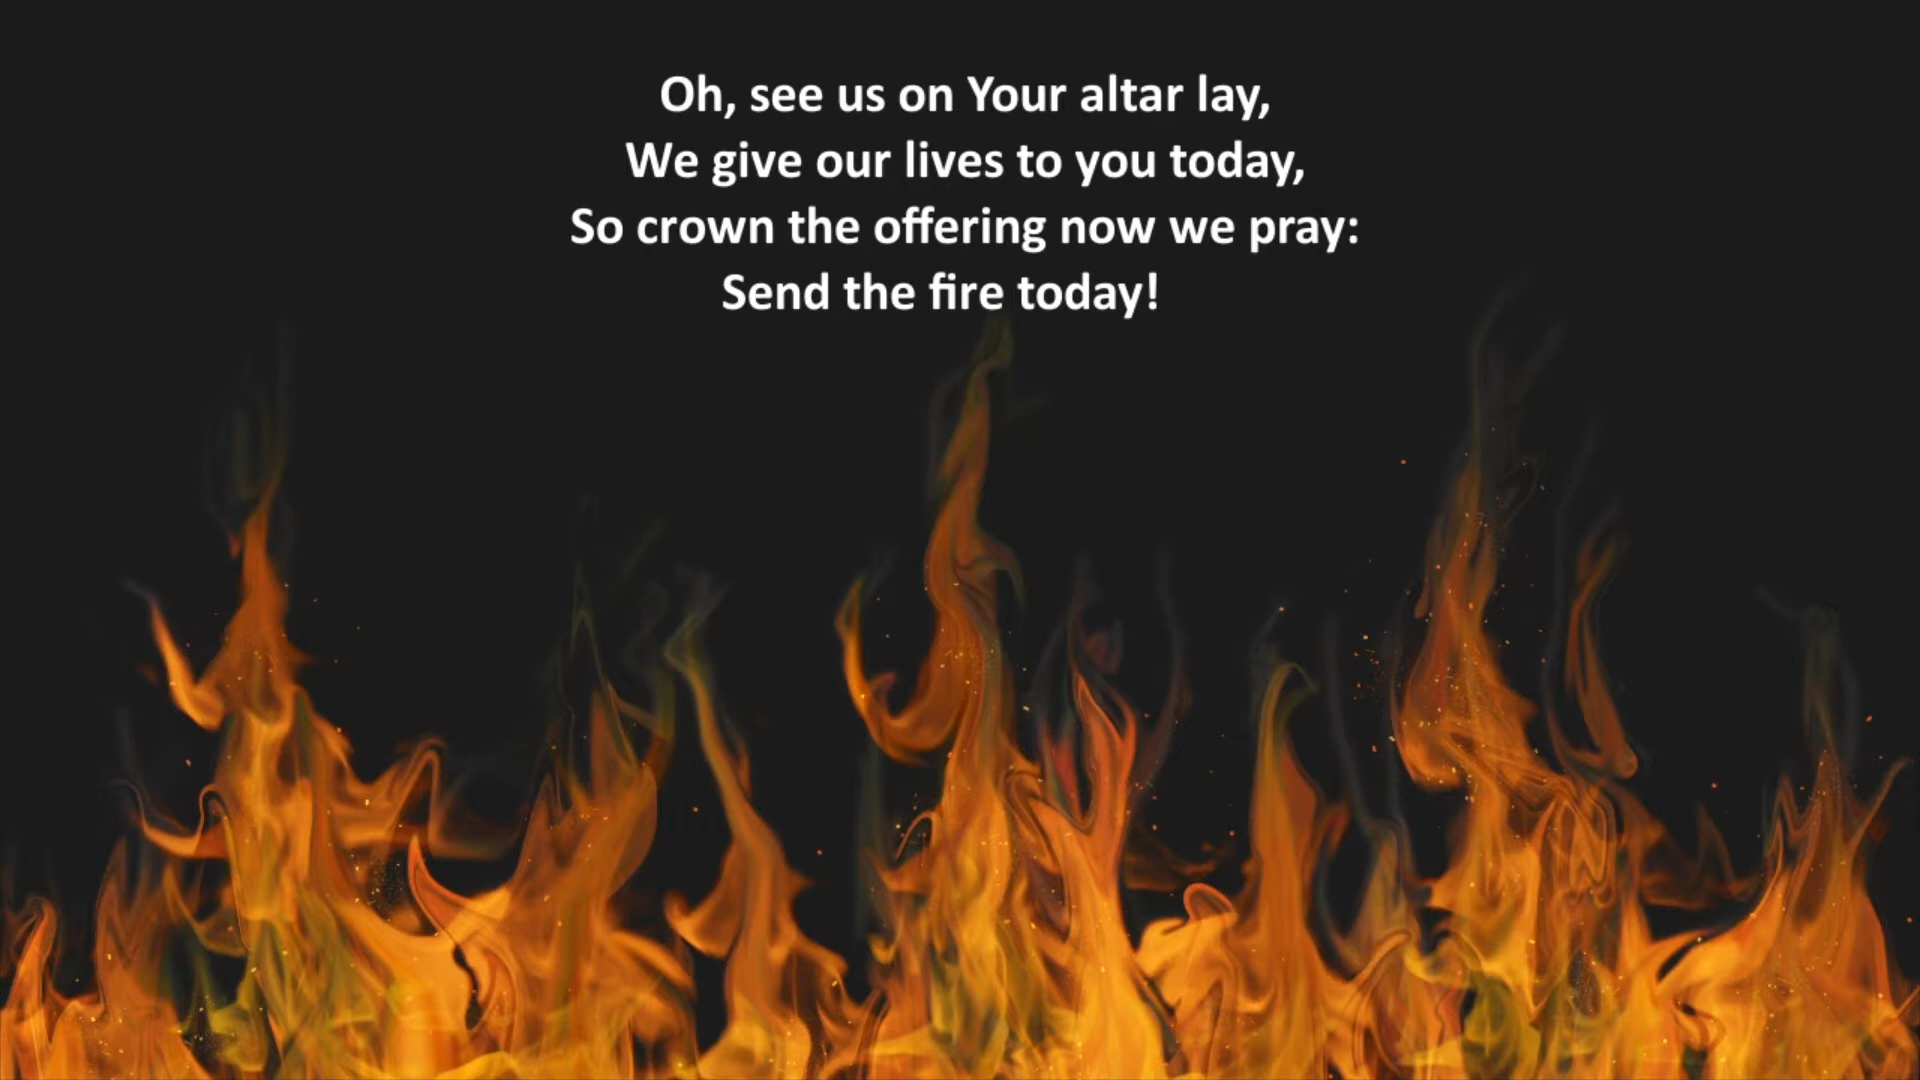 Oh, see us on Your altar lay,
We give our lives to you today,
So crown the offering now we pray:
Send the fire today!